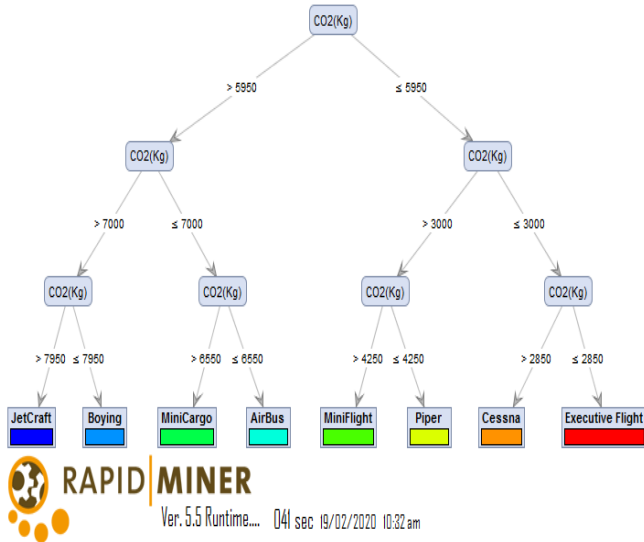 CO2(Kg)
> 5950 ≤ 5950
CO2(Kg) CO2(Kg)
> 7000 ≤ 7000 > 3000 ≤ 3000
CO2(Kg) CO2(Kg) CO2(Kg) CO2(Kg)
> 7950 ≤ 7950 > 6550 ≤ 6550 > 4250 ≤ 4250 > 2850 ≤ 2850
JetCraft Boying MiniCargo AirBus MiniFlight Piper Cessna Executive Flight
RAPID MINER
Ver. 5.5 Runtime.... 041 sec 19/02/2020 10:32 am